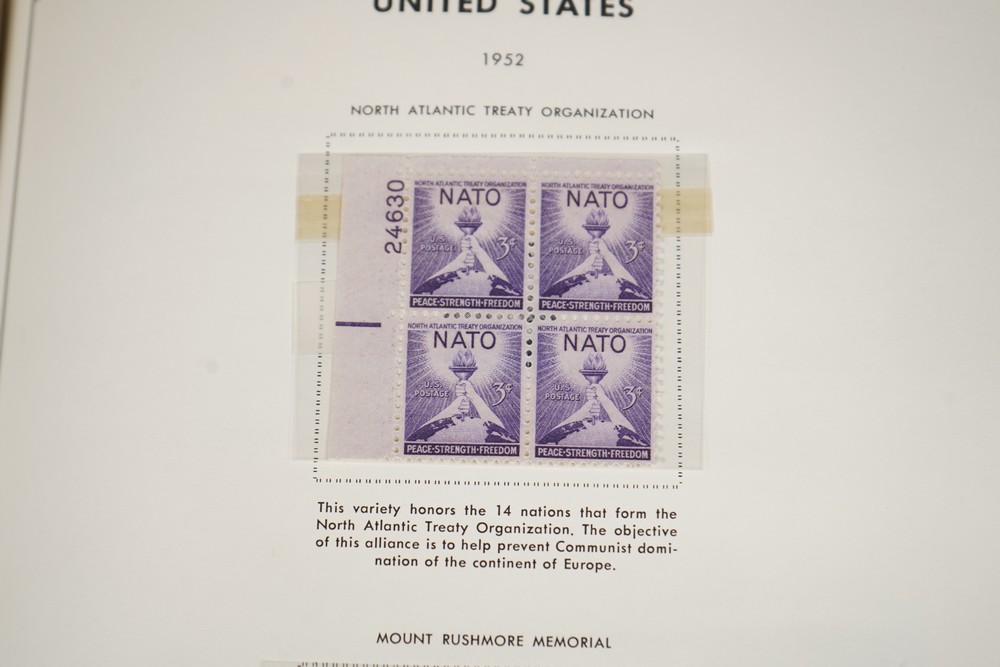 UNITED STATES
1952
NORTH ATLANTIC TREATY ORGANIZATION
24630
NORTH ATLANTIC TREATY ORGANIZATION
NATO
U.S. POSTAGE
3¢
PEACE·STRENGTH·FREEDOM
NORTH ATLANTIC TREATY ORGANIZATION
NATO
U.S. POSTAGE
3¢
PEACE·STRENGTH·FREEDOM
NORTH ATLANTIC TREATY ORGANIZATION
NATO
U.S. POSTAGE
3¢
PEACE·STRENGTH·FREEDOM
NORTH ATLANTIC TREATY ORGANIZATION
NATO
U.S. POSTAGE
3¢
PEACE·STRENGTH·FREEDOM
This variety honors the 14 nations that form the
North Atlantic Treaty Organization. The objective
of this alliance is to help prevent Communist domi-
nation of the continent of Europe.
MOUNT RUSHMORE MEMORIAL